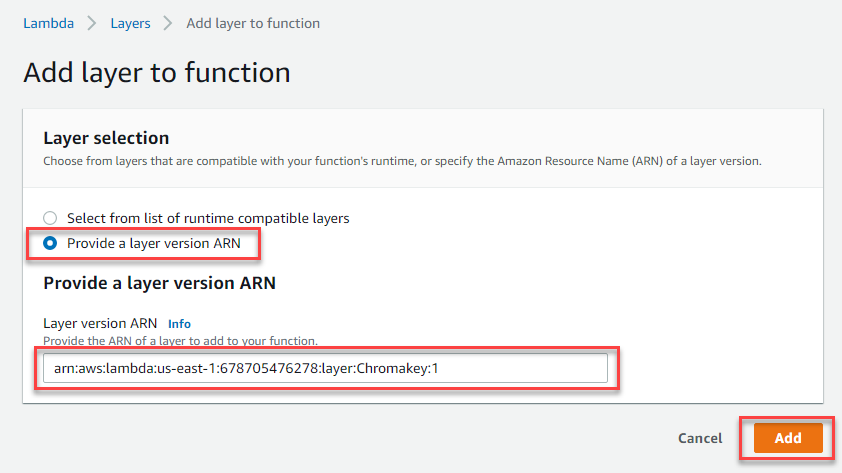 Lambda > Layers > Add layer to function
Add layer to function
Layer selection
Choose from layers that are compatible with your function's runtime, or specify the Amazon Resource Name (ARN) of a layer version.
Select from list of runtime compatible layers
Provide a layer version ARN
Provide a layer version ARN
Layer version ARN Info
Provide the ARN of a layer to add to your function.
arn:aws:lambda:us-east-1:678705476278:layer:Chromakey:1
Cancel Add